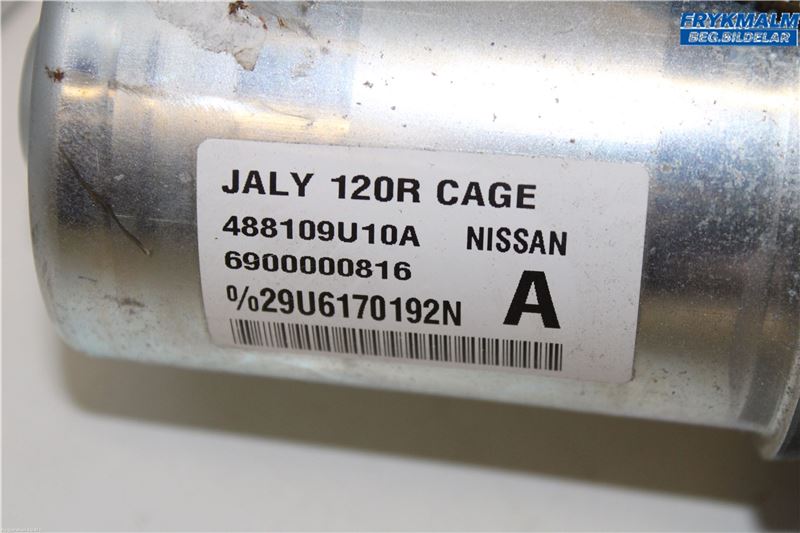 FRYKMALM
BEG.BILDELAR
JALY 120R CAGE
488109U10A NISSAN
6900000816
%29U6170192N A